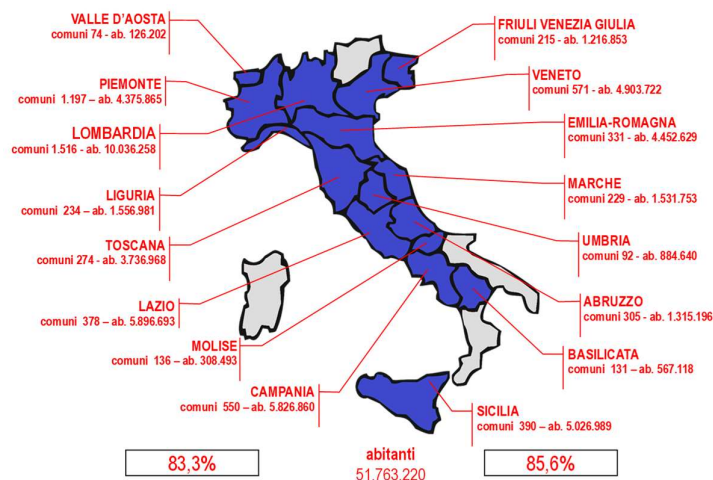 VALLE D'AOSTA
comuni 74 - ab. 126.202
PIEMONTE
comuni 1.197 – ab. 4.375.865
LOMBARDIA
comuni 1.516 - ab. 10.036.258
LIGURIA
comuni 234 – ab. 1.556.981
TOSCANA
comuni 274 - ab. 3.736.968
LAZIO
comuni 378 – ab. 5.896.693
MOLISE
comuni 136 – ab. 308.493
CAMPANIA
comuni 550 – ab. 5.826.860
FRIULI VENEZIA GIULIA
comuni 215 - ab. 1.216.853
VENETO
comuni 571 - ab. 4.903.722
EMILIA-ROMAGNA
comuni 331 - ab. 4.452.629
MARCHE
comuni 229 – ab. 1.531.753
UMBRIA
comuni 92 – ab. 884.640
ABRUZZO
comuni 305 - ab. 1.315.196
BASILICATA
comuni 131 – ab. 567.118
SICILIA
comuni 390 – ab. 5.026.989
83,3%
abitanti
51.763.220
85,6%